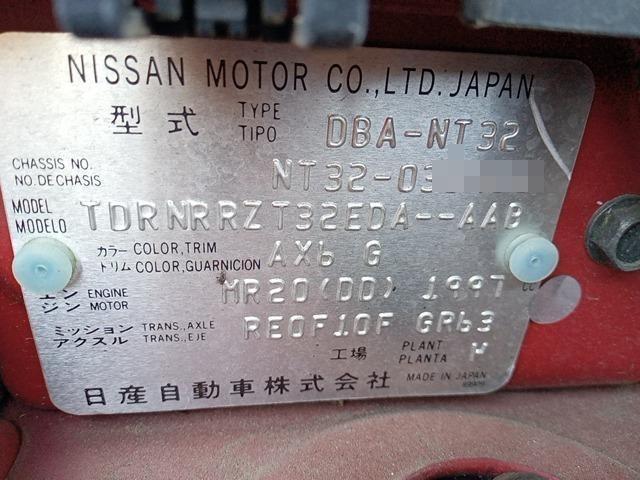 NISSAN MOTOR CO.,LTD. JAPAN
型式 TYPE TIPO DBA-NT32
CHASSIS NO. NO. DE CHASIS NT32-03
MODEL MODELO TDRNRRZ T32EDA--AAB
カラー COLOR,TRIM トリム COLOR,GUARNICION AX6 G
エンジン ENGINE MOTOR MR20(DD) 1997 cc
ミッション TRANS.,AXLE アクスル TRANS.,EJE RE0F10F GR63
工場 PLANT PLANTA
日産自動車株式会社 MADE IN JAPAN